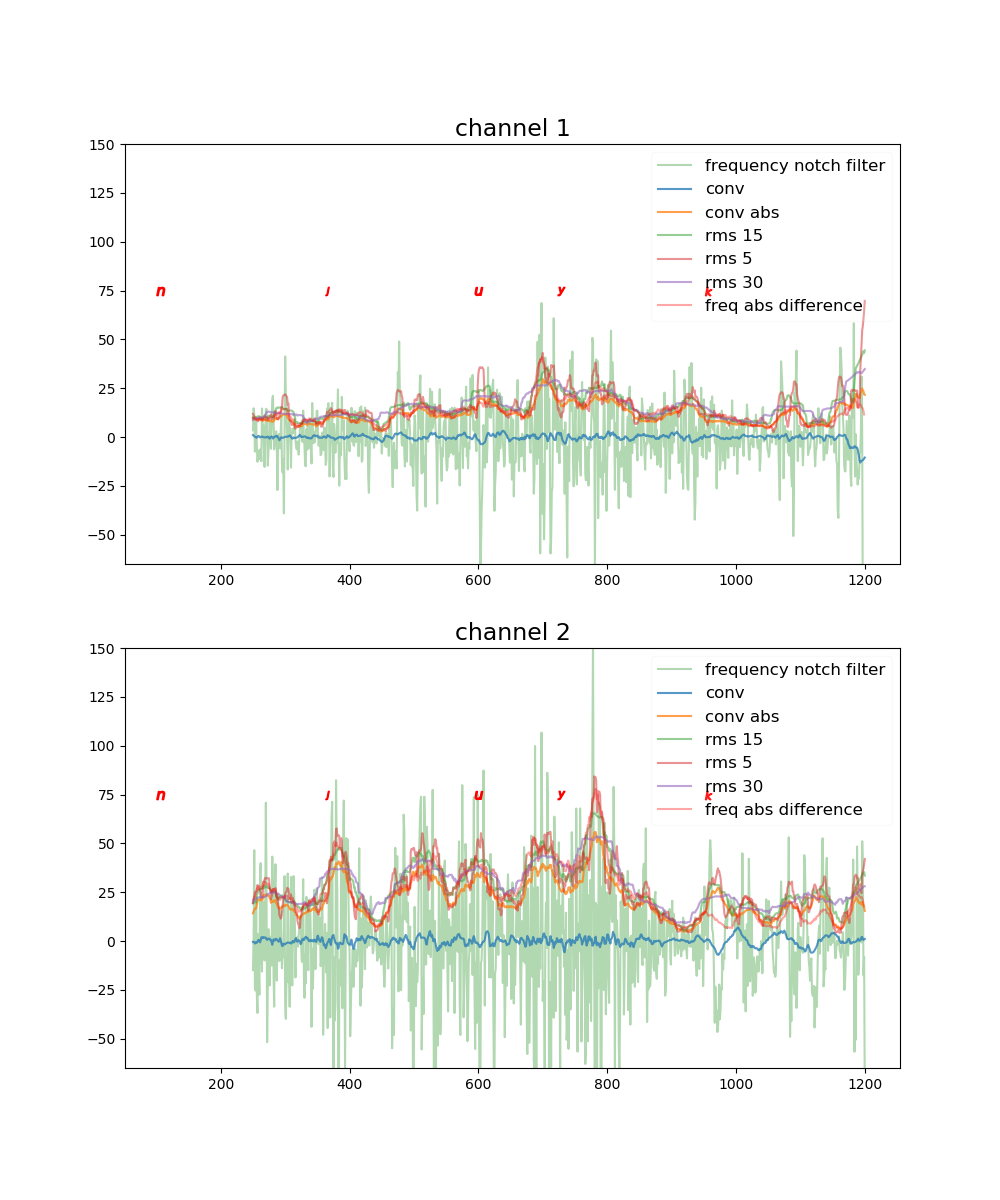 channel 1
150
125
100
75
50
25
0
−25
−50
frequency notch filter
conv
conv abs
rms 15
rms 5
rms 30
freq abs difference
n j u y k
200 400 600 800 1000 1200
channel 2
150
125
100
75
50
25
0
−25
−50
frequency notch filter
conv
conv abs
rms 15
rms 5
rms 30
freq abs difference
n j u y k
200 400 600 800 1000 1200